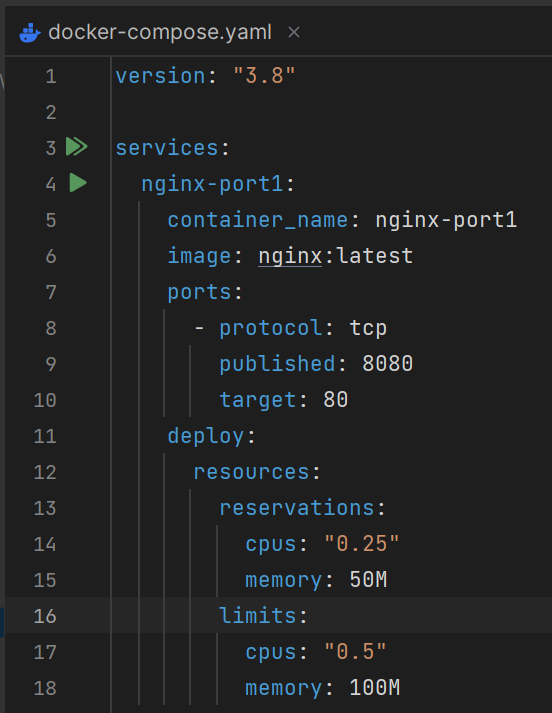 docker-compose.yaml ×
1 version: "3.8"
2
3 services:
4   nginx-port1:
5     container_name: nginx-port1
6     image: nginx:latest
7     ports:
8       - protocol: tcp
9         published: 8080
10         target: 80
11     deploy:
12       resources:
13         reservations:
14           cpus: "0.25"
15           memory: 50M
16         limits:
17           cpus: "0.5"
18           memory: 100M